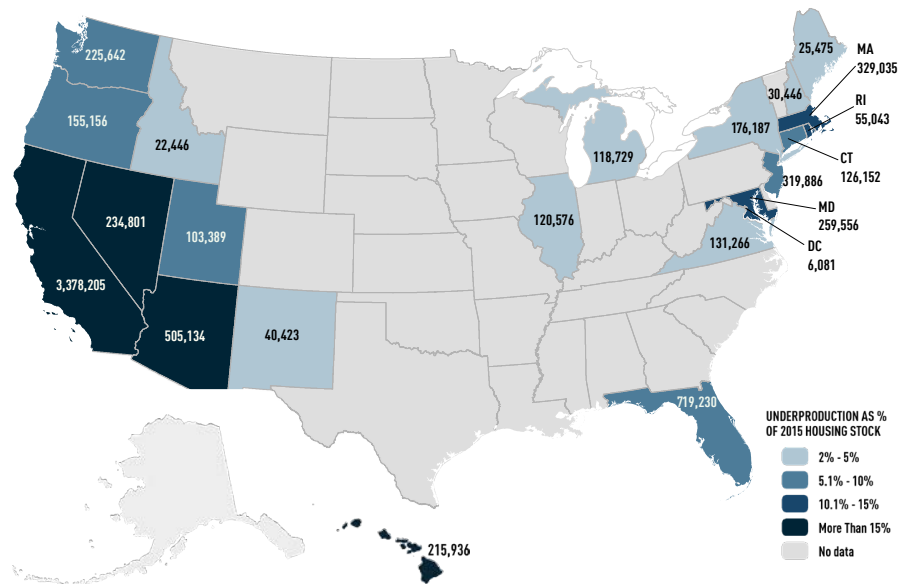 225,642
25,475
MA
329,035
30,446
RI
55,043
155,156
176,187
22,446
118,729
CT
126,152
319,886
234,801
103,389
120,576
MD
259,556
131,266
DC
6,081
3,378,205
505,134
40,423
719,230
UNDERPRODUCTION AS %
OF 2015 HOUSING STOCK
2% - 5%
5.1% - 10%
10.1% - 15%
More Than 15%
No data
215,936